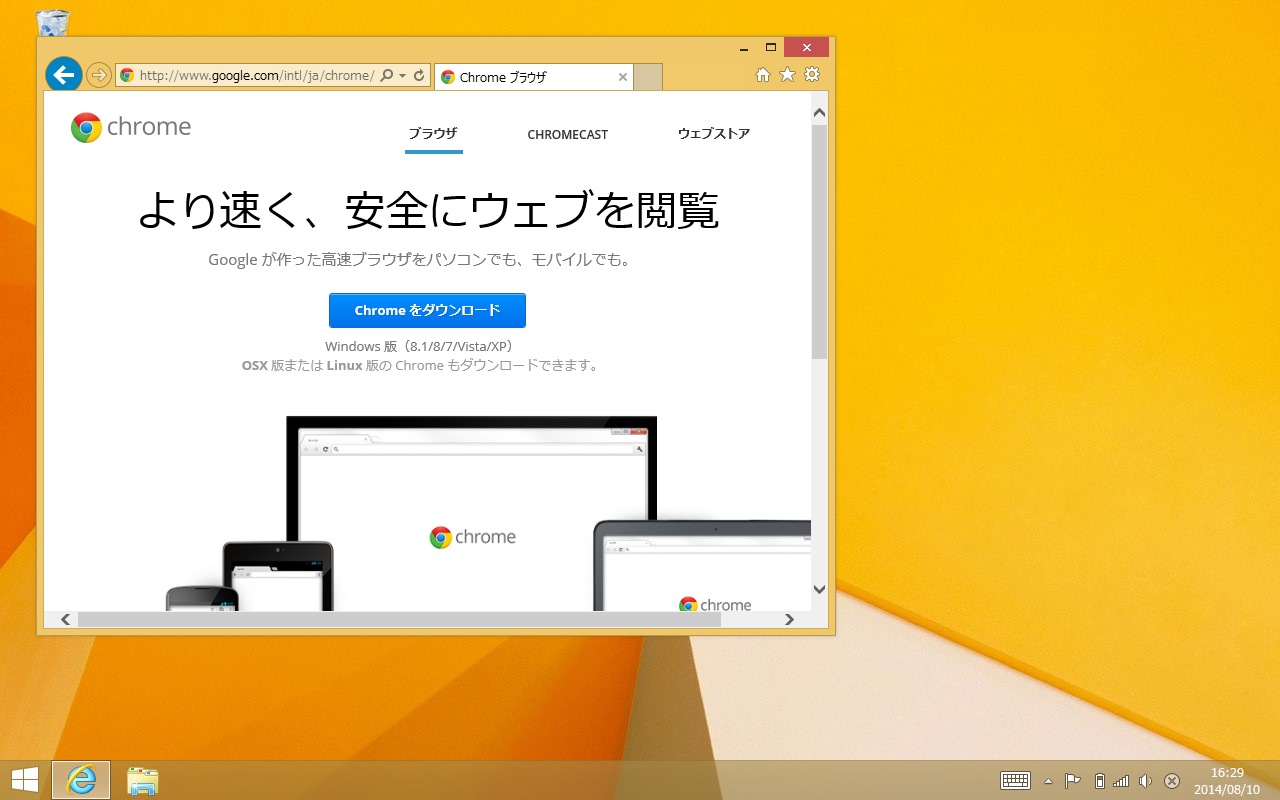 http://www.google.com/intl/ja/chrome/
Chrome ブラウザ
chrome
ブラウザ
CHROMECAST
ウェブストア
より速く、安全にウェブを閲覧
Google が作った高速ブラウザをパソコンでも、モバイルでも。
Chrome をダウンロード
Windows 版（8.1/8/7/Vista/XP）
OSX 版または Linux 版の Chrome もダウンロードできます。
chrome
chrome
16:29
2014/08/10